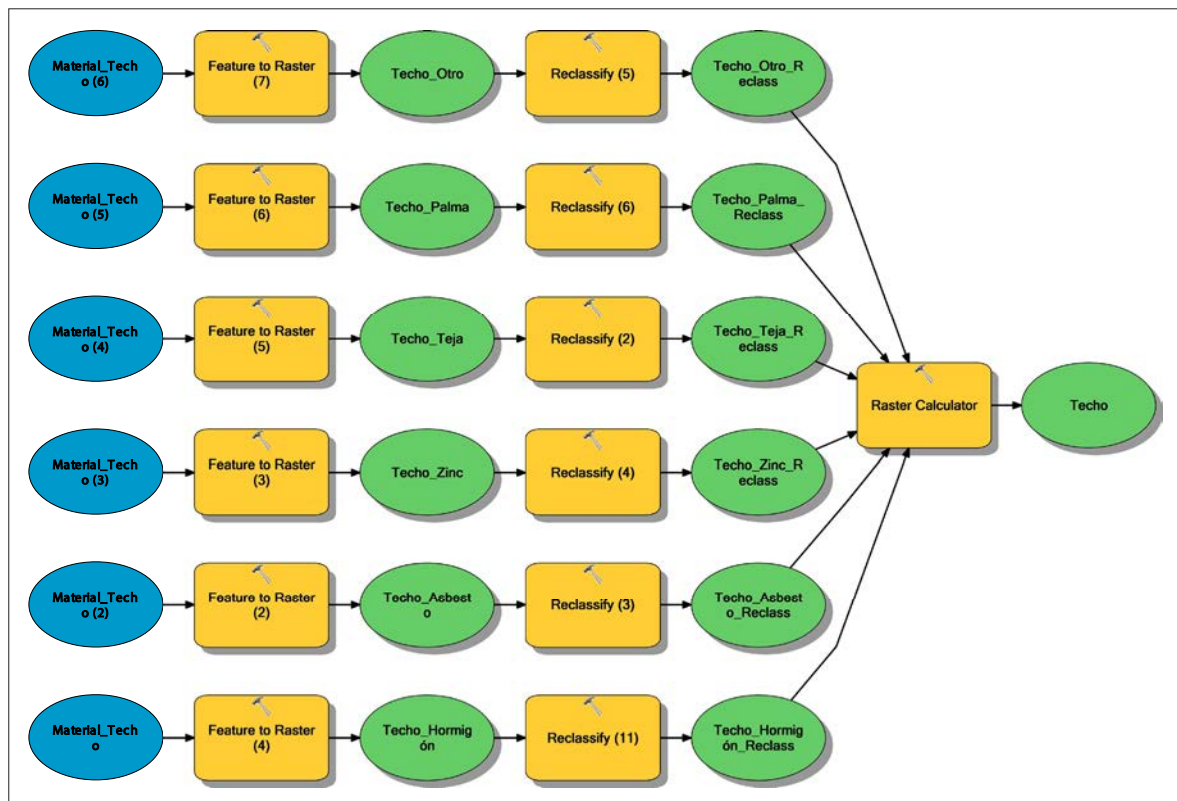 Material_Tech
o (6)
Feature to Raster
(7)
Techo_Otro
Reclassify (5)
Techo_Otro_R
eclass
Material_Tech
o (5)
Feature to Raster
(6)
Techo_Palma
Reclassify (6)
Techo_Palma_
Reclass
Material_Tech
o (4)
Feature to Raster
(5)
Techo_Teja
Reclassify (2)
Techo_Teja_R
eclass
Raster Calculator
Techo
Material_Tech
o (3)
Feature to Raster
(3)
Techo_Zinc
Reclassify (4)
Techo_Zinc_R
eclass
Material_Tech
o (2)
Feature to Raster
(2)
Techo_Asbest
o
Reclassify (3)
Techo_Asbest
o_Reclass
Material_Tech
o
Feature to Raster
(4)
Techo_Hormig
ón
Reclassify (11)
Techo_Hormig
ón_Reclass